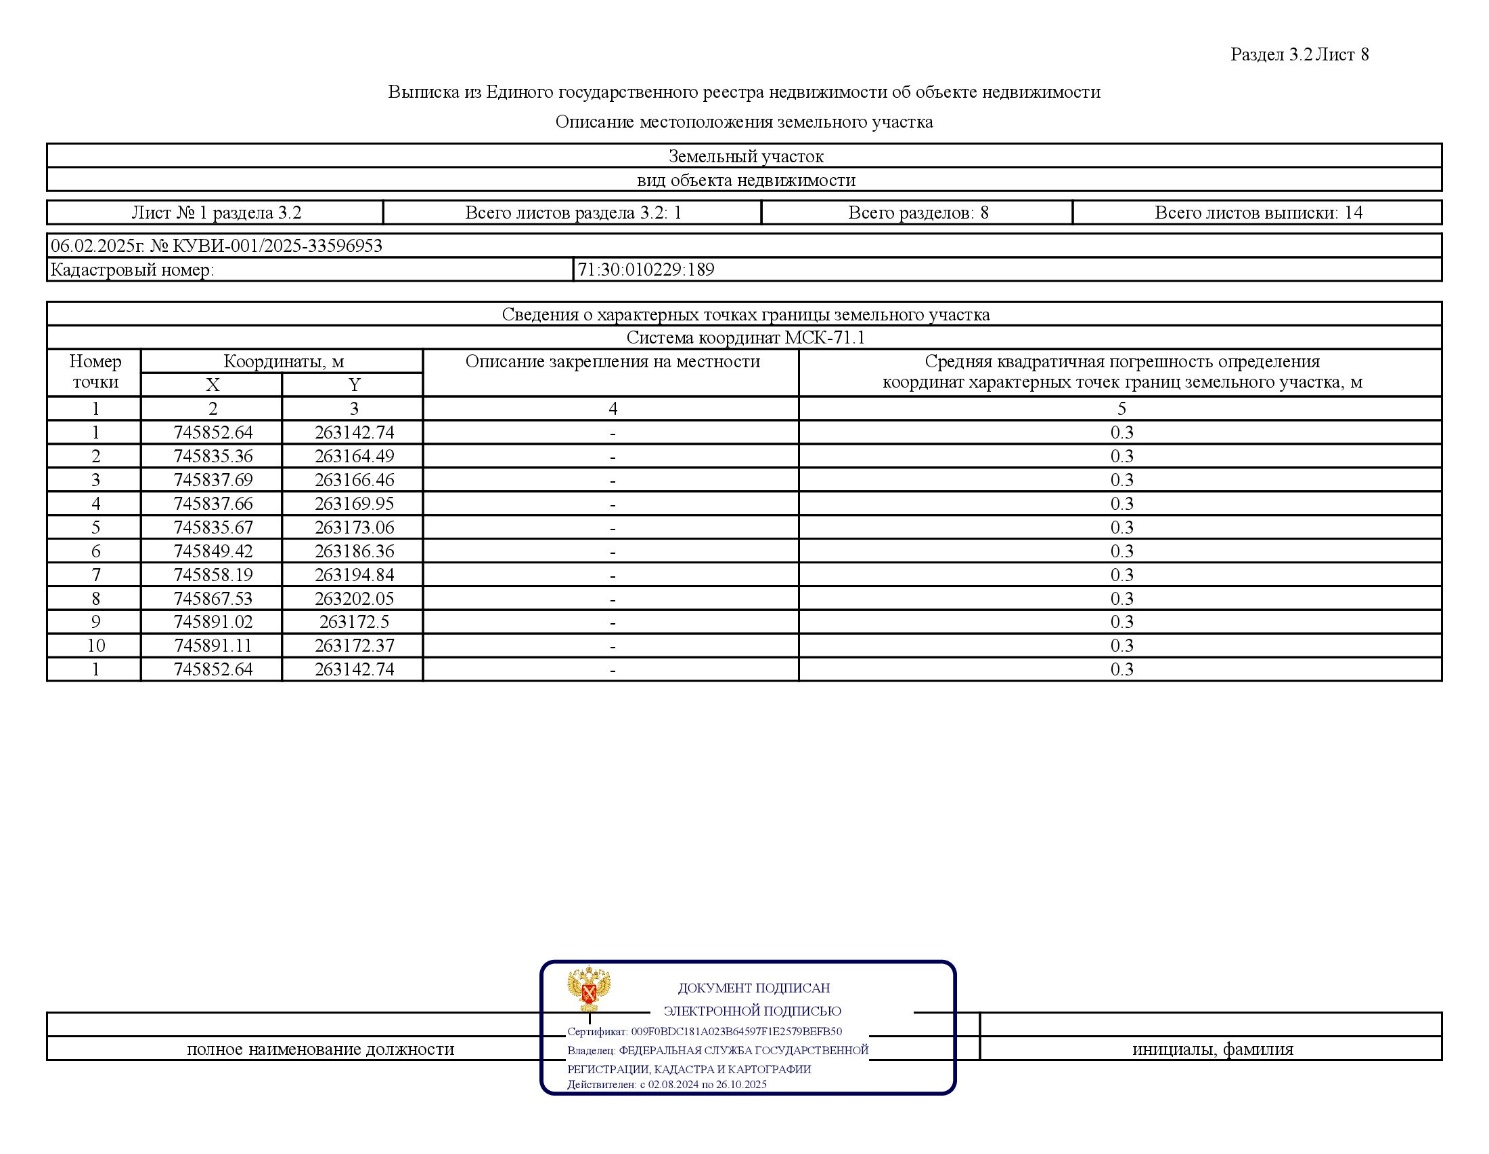 Раздел 3.2 Лист 8
Выписка из Единого государственного реестра недвижимости об объекте недвижимости
Описание местоположения земельного участка
Земельный участок
вид объекта недвижимости
Лист № 1 раздела 3.2 Всего листов раздела 3.2: 1 Всего разделов: 8 Всего листов выписки: 14
06.02.2025г. № КУВИ-001/2025-33596953
Кадастровый номер: 71:30:010229:189
Сведения о характерных точках границы земельного участка
Система координат МСК-71.1
Номер точки Координаты, м Описание закрепления на местности Средняя квадратичная погрешность определения координат характерных точек границ земельного участка, м
X Y
1 2 3 4 5
1 745852.64 263142.74 - 0.3
2 745835.36 263164.49 - 0.3
3 745837.69 263166.46 - 0.3
4 745837.66 263169.95 - 0.3
5 745835.67 263173.06 - 0.3
6 745849.42 263186.36 - 0.3
7 745858.19 263194.84 - 0.3
8 745867.53 263202.05 - 0.3
9 745891.02 263172.5 - 0.3
10 745891.11 263172.37 - 0.3
1 745852.64 263142.74 - 0.3
ДОКУМЕНТ ПОДПИСАН
ЭЛЕКТРОННОЙ ПОДПИСЬЮ
Сертификат: 009F0BDC181A023B64597F1E2579BEFB50
Владелец: ФЕДЕРАЛЬНАЯ СЛУЖБА ГОСУДАРСТВЕННОЙ
РЕГИСТРАЦИИ, КАДАСТРА И КАРТОГРАФИИ
Действителен: с 02.08.2024 по 26.10.2025
полное наименование должности инициалы, фамилия